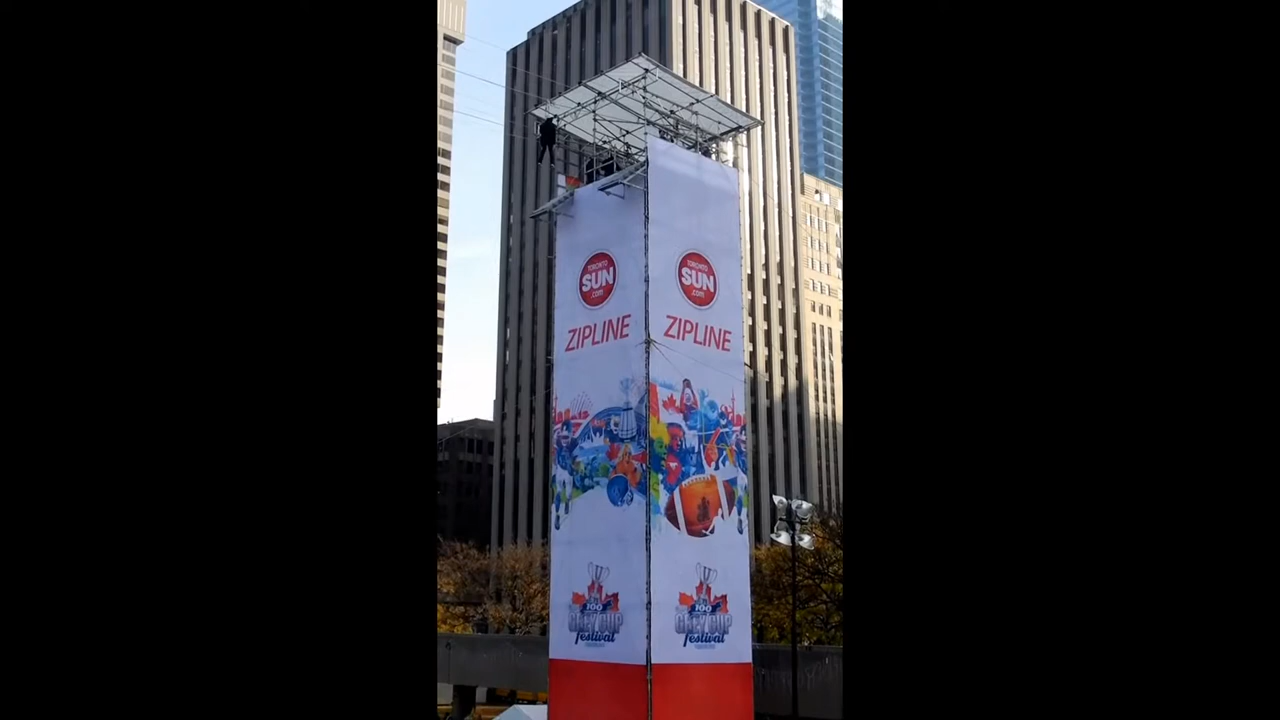 TORONTO
SUN
.com
ZIPLINE
100
GREY CUP
festival
TORONTO
SUN
.com
ZIPLINE
100
GREY CUP
festival